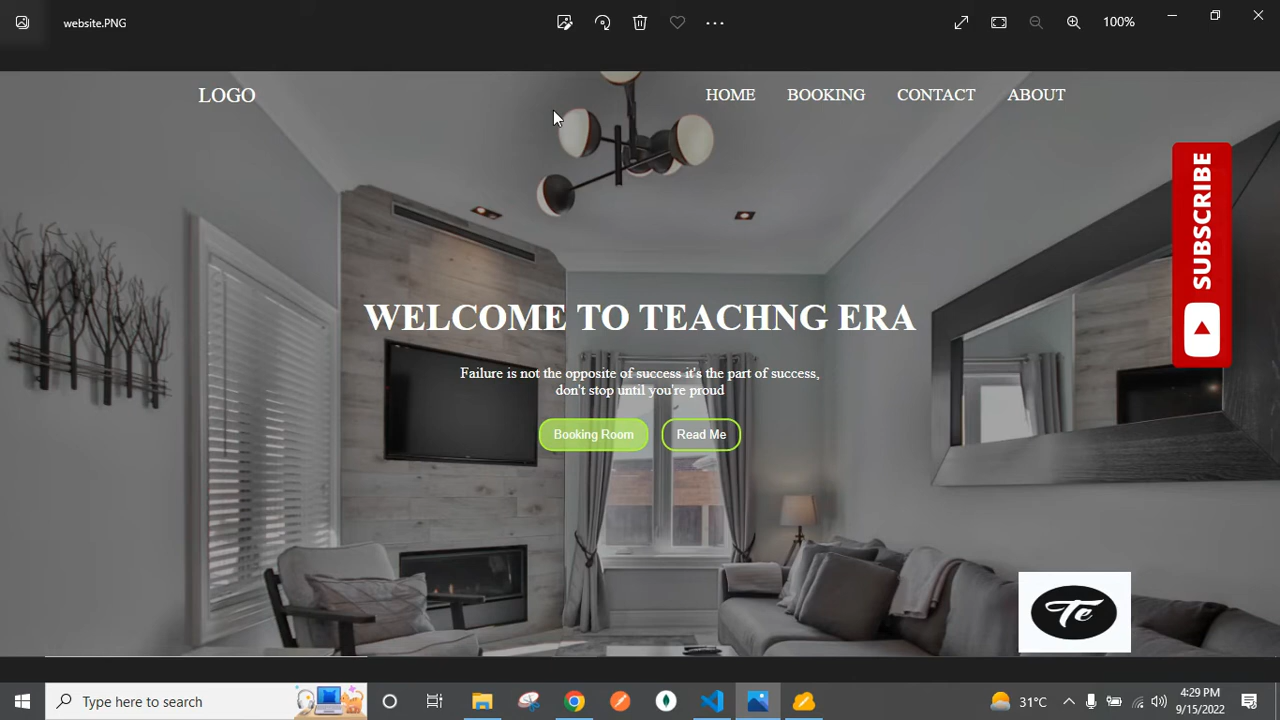 website.PNG
100%
LOGO
HOME BOOKING CONTACT ABOUT
SUBSCRIBE
WELCOME TO TEACHNG ERA
Failure is not the opposite of success it's the part of success,
don't stop until you're proud
Booking Room
Read Me
Te
Type here to search
31°C
4:29 PM
9/15/2022